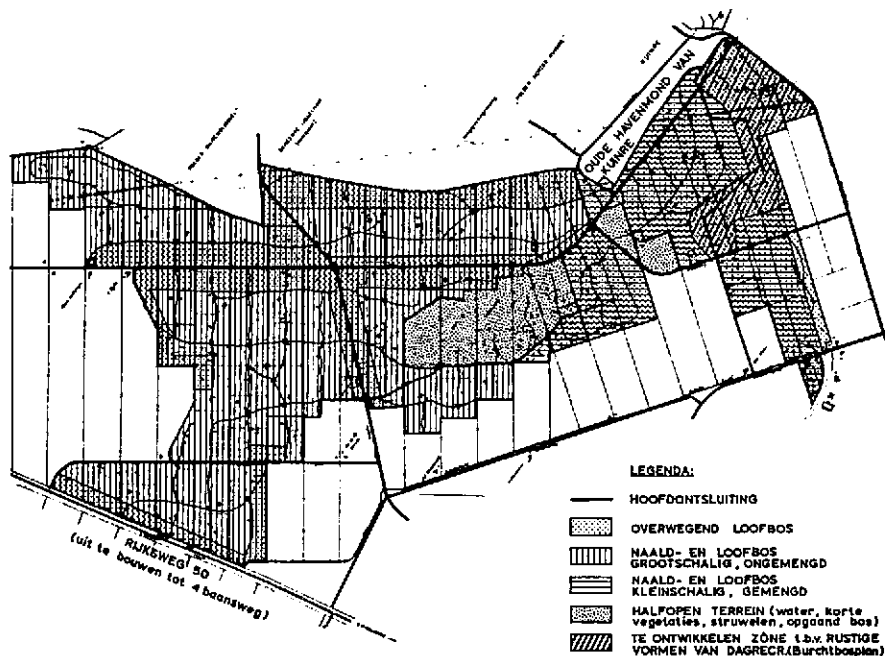 OUDE HAVENMOND VAN
KUINRE
RIJKSWEG 50
(uit te bouwen tot 4 baansweg)
LEGENDA:
HOOFDONTSLUITING
OVERWEGEND LOOFBOS
NAALD- EN LOOFBOS
GROOTSCHALIG, ONGEMENGD
NAALD- EN LOOFBOS
KLEINSCHALIG, GEMENGD
HALFOPEN TERREIN (water, korte
vegetaties, struwelen, opgaand bos)
TE ONTWIKKELEN ZÔNE t.b.v. RUSTIGE
VORMEN VAN DAGRECR.(Burchtbosplan)